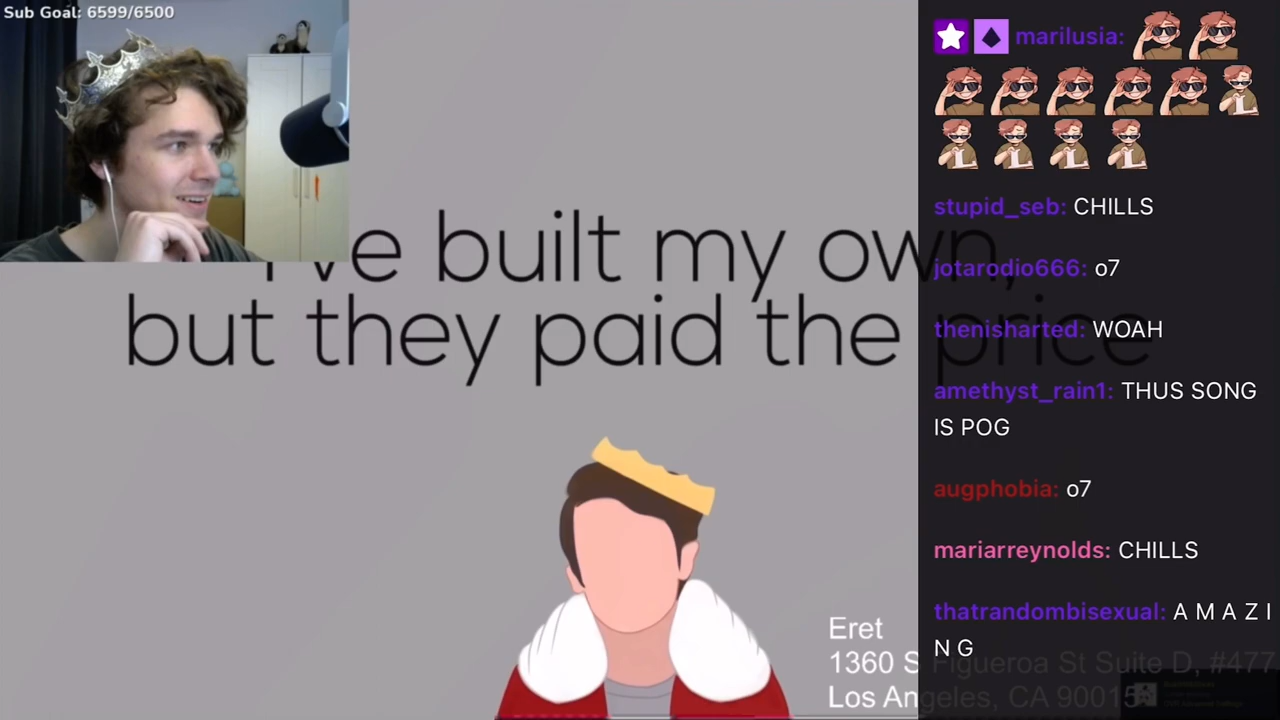 Sub Goal: 6599/6500
I've built my own,
but they paid the price
Eret
1360 S Figueroa St Suite D, #477
Los Angeles, CA 90015
marilusia:
stupid_seb: CHILLS
jotarodio666: o7
thenisharted: WOAH
amethyst_rain1: THUS SONG
IS POG
augphobia: o7
mariarreynolds: CHILLS
thatrandombisexual: A M A Z I
N G